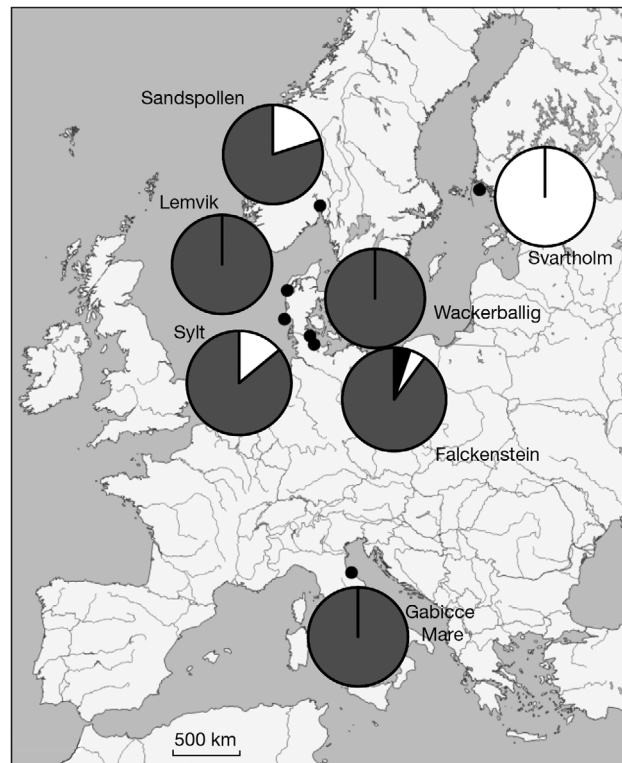 Sandspollen
Lemvik
Svartholm
Wackerballig
Sylt
Falckenstein
Gabicce
Mare
500 km